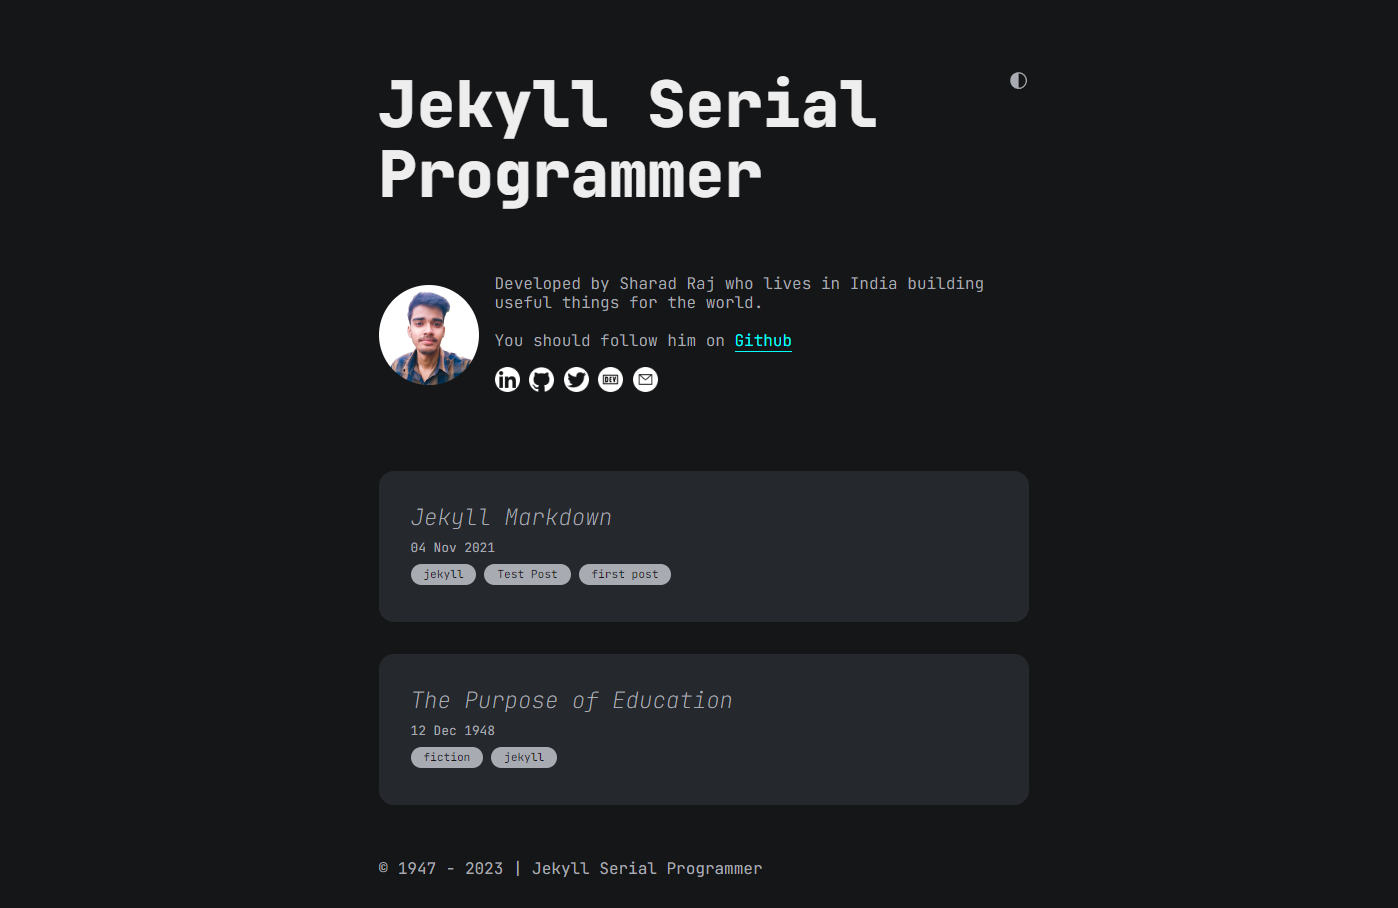 Jekyll Serial
Programmer
Developed by Sharad Raj who lives in India building
useful things for the world.
You should follow him on Github
in
DEV
Jekyll Markdown
04 Nov 2021
jekyll Test Post first post
The Purpose of Education
12 Dec 1948
fiction jekyll
© 1947 - 2023 | Jekyll Serial Programmer